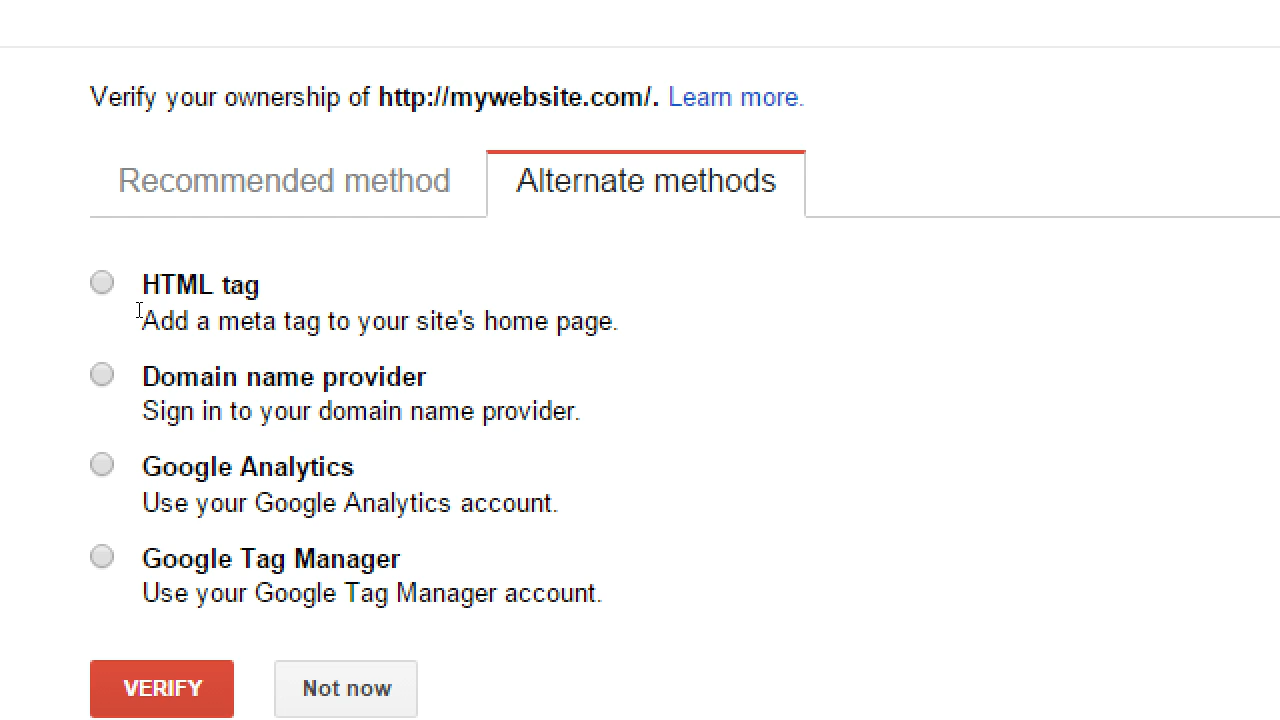 Verify your ownership of http://mywebsite.com/. Learn more.
Recommended method
Alternate methods
HTML tag
Add a meta tag to your site's home page.
Domain name provider
Sign in to your domain name provider.
Google Analytics
Use your Google Analytics account.
Google Tag Manager
Use your Google Tag Manager account.
VERIFY
Not now